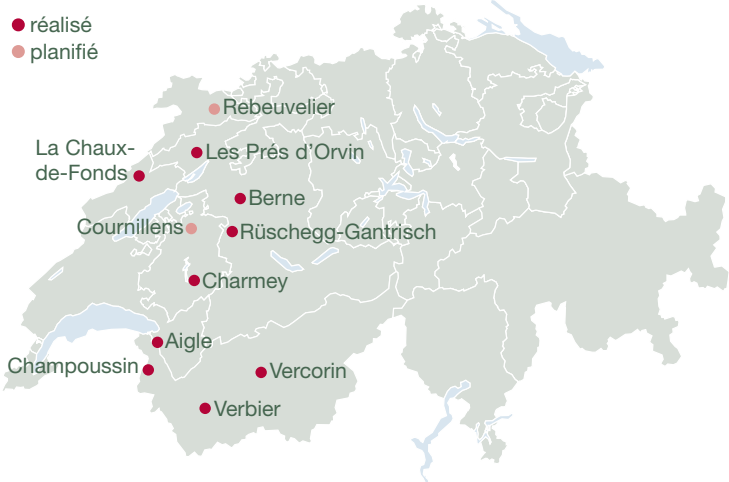 réalisé
planifié
Rebeuvelier
La Chaux-
de-Fonds
Les Prés d’Orvin
Berne
Cournillens
Rüschegg-Gantrisch
Charmey
Aigle
Champoussin
Vercorin
Verbier